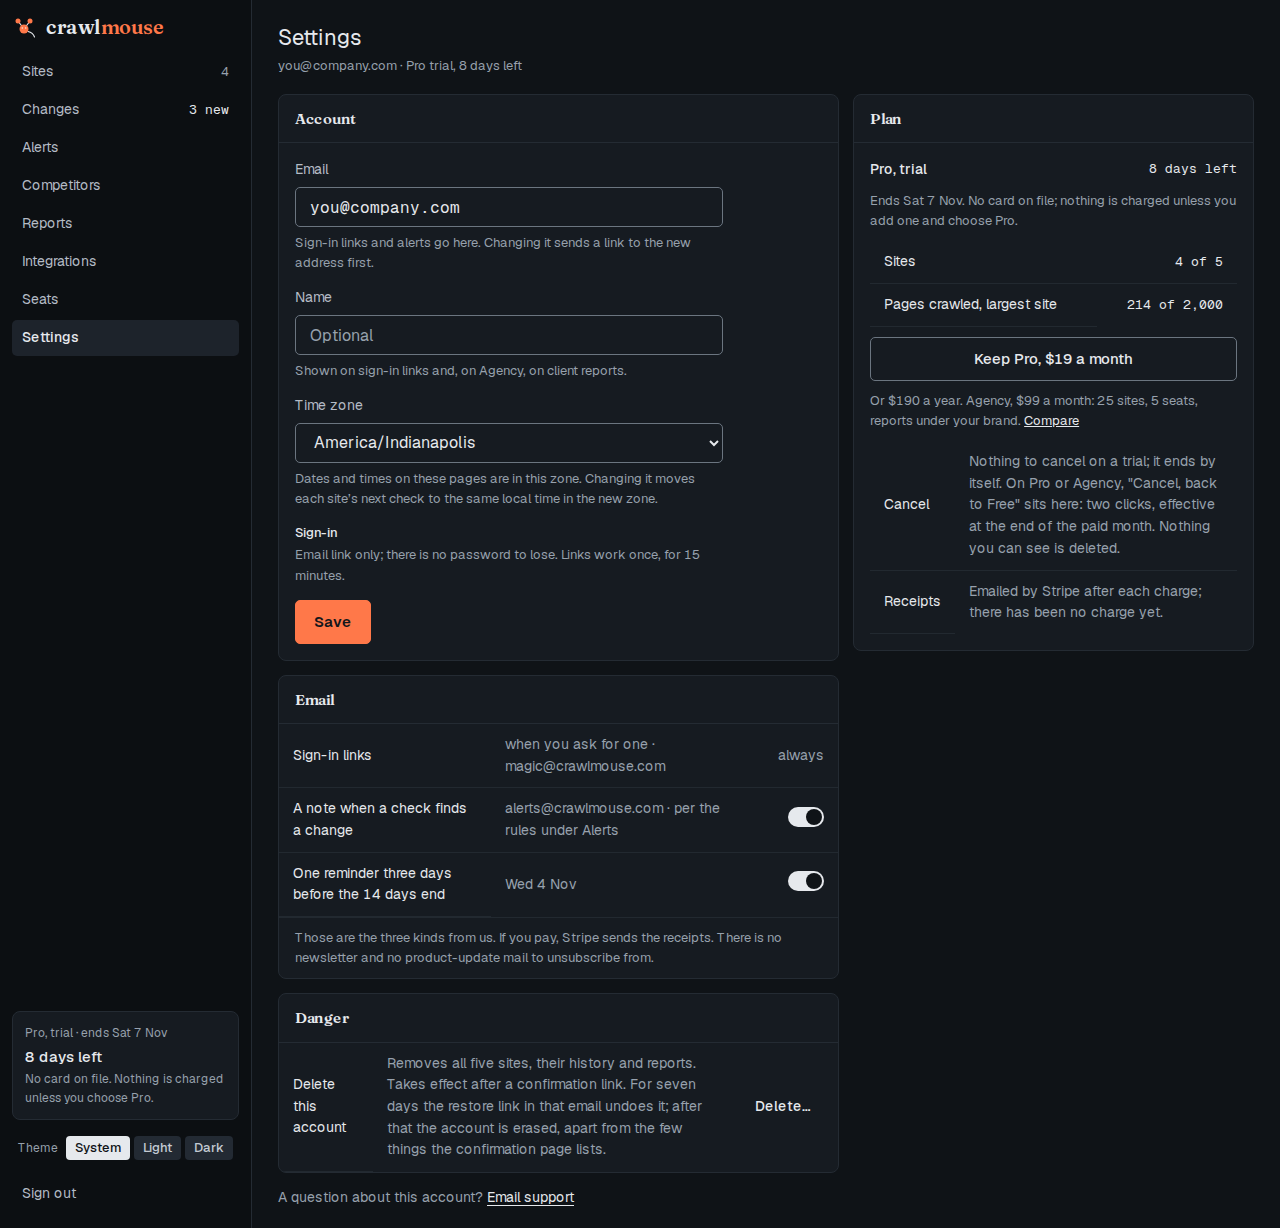 crawlmouse
Sites 4
Changes 3 new
Alerts
Competitors
Reports
Integrations
Seats
Settings
Pro, trial · ends Sat 7 Nov
8 days left
No card on file. Nothing is charged
unless you choose Pro.
Theme System Light Dark
Sign out
Settings
you@company.com · Pro trial, 8 days left
Account
Email
you@company.com
Sign-in links and alerts go here. Changing it sends a link to the new
address first.
Name
Optional
Shown on sign-in links and, on Agency, on client reports.
Time zone
America/Indianapolis
Dates and times on these pages are in this zone. Changing it moves
each site's next check to the same local time in the new zone.
Sign-in
Email link only; there is no password to lose. Links work once, for 15
minutes.
Save
Email
Sign-in links
when you ask for one ·
magic@crawlmouse.com
always
A note when a check finds
a change
alerts@crawlmouse.com · per the
rules under Alerts
One reminder three days
before the 14 days end
Wed 4 Nov
Those are the three kinds from us. If you pay, Stripe sends the receipts. There is no
newsletter and no product-update mail to unsubscribe from.
Danger
Delete
this
account
Removes all five sites, their history and reports.
Takes effect after a confirmation link. For seven
days the restore link in that email undoes it; after
that the account is erased, apart from the few
things the confirmation page lists.
Delete…
A question about this account? Email support
Plan
Pro, trial 8 days left
Ends Sat 7 Nov. No card on file; nothing is charged unless you
add one and choose Pro.
Sites 4 of 5
Pages crawled, largest site 214 of 2,000
Keep Pro, $19 a month
Or $190 a year. Agency, $99 a month: 25 sites, 5 seats,
reports under your brand. Compare
Cancel
Nothing to cancel on a trial; it ends by
itself. On Pro or Agency, "Cancel, back
to Free" sits here: two clicks, effective
at the end of the paid month. Nothing
you can see is deleted.
Receipts
Emailed by Stripe after each charge;
there has been no charge yet.